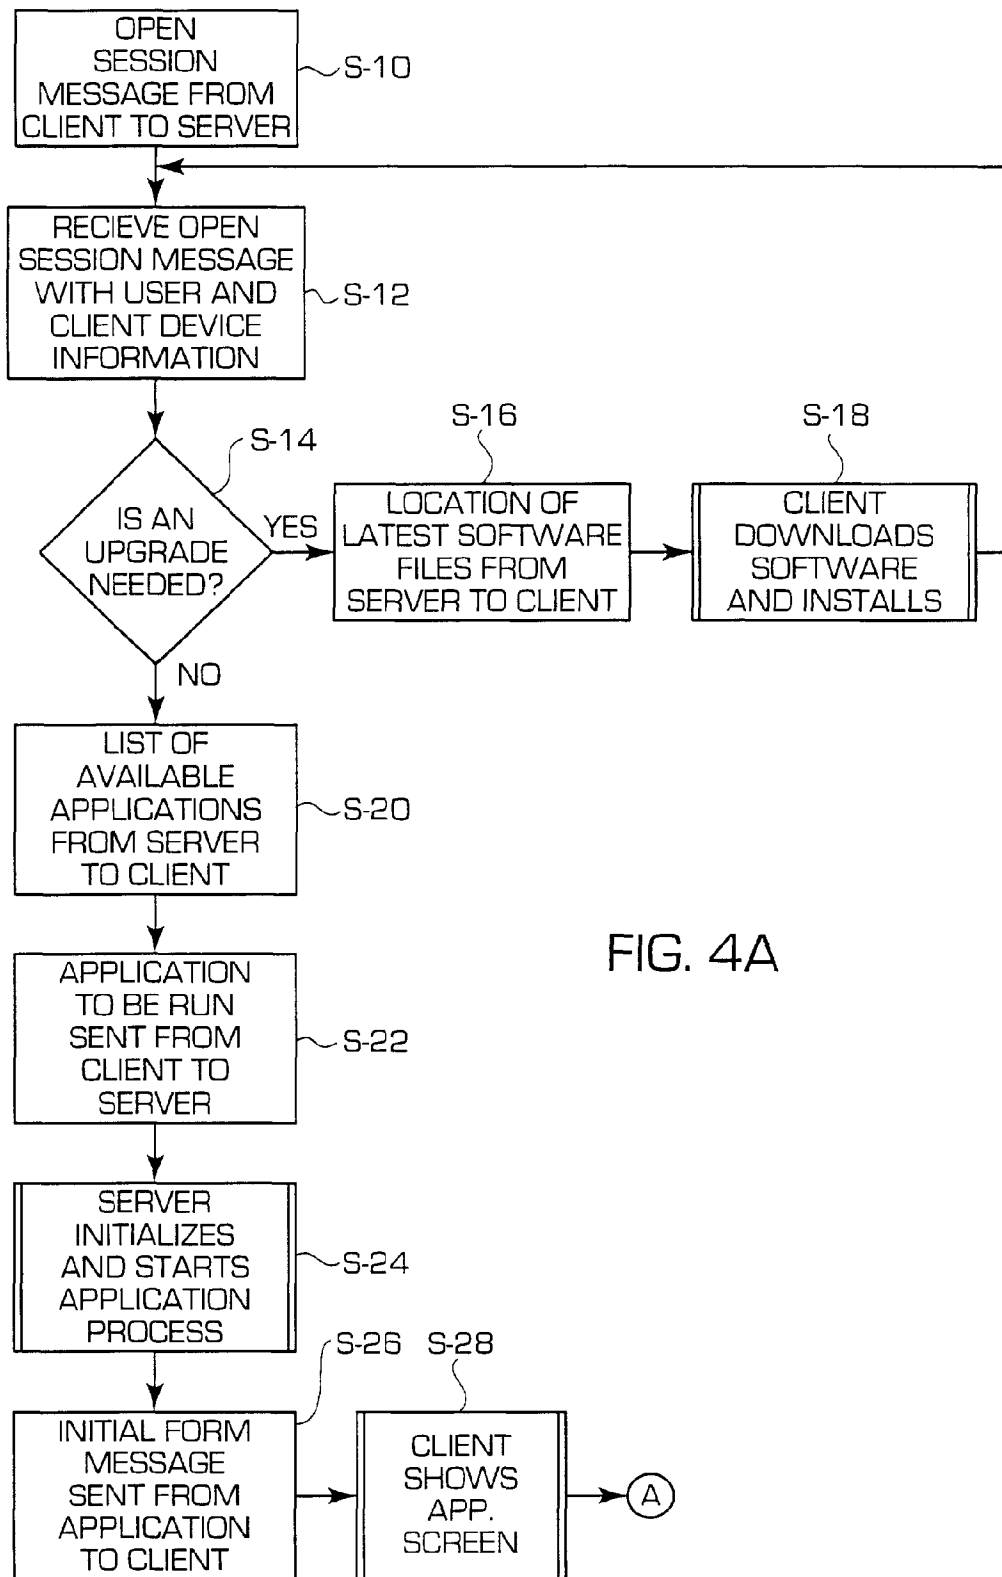 OPEN
SESSION
MESSAGE FROM
CLIENT TO SERVER
S-10
RECIEVE OPEN
SESSION MESSAGE
WITH USER AND
CLIENT DEVICE
INFORMATION
S-12
S-14
IS AN
UPGRADE
NEEDED?
YES
NO
S-16
LOCATION OF
LATEST SOFTWARE
FILES FROM
SERVER TO CLIENT
S-18
CLIENT
DOWNLOADS
SOFTWARE
AND INSTALLS
LIST OF
AVAILABLE
APPLICATIONS
FROM SERVER
TO CLIENT
S-20
APPLICATION
TO BE RUN
SENT FROM
CLIENT TO
SERVER
S-22
FIG. 4A
SERVER
INITIALIZES
AND STARTS
APPLICATION
PROCESS
S-24
S-26
INITIAL FORM
MESSAGE
SENT FROM
APPLICATION
TO CLIENT
S-28
CLIENT
SHOWS
APP.
SCREEN
A